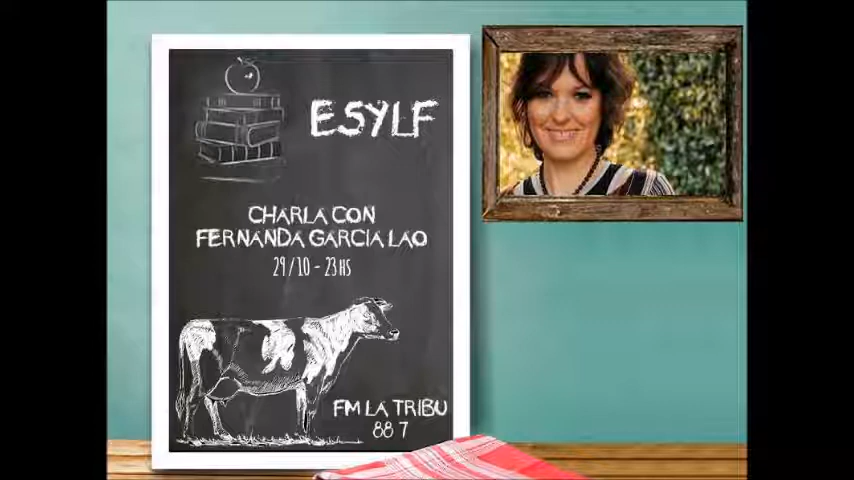 ESYLF
CHARLA CON
FERNANDA GARCIA LAO
29/10 - 23HS
FM LA TRIBU
88 7